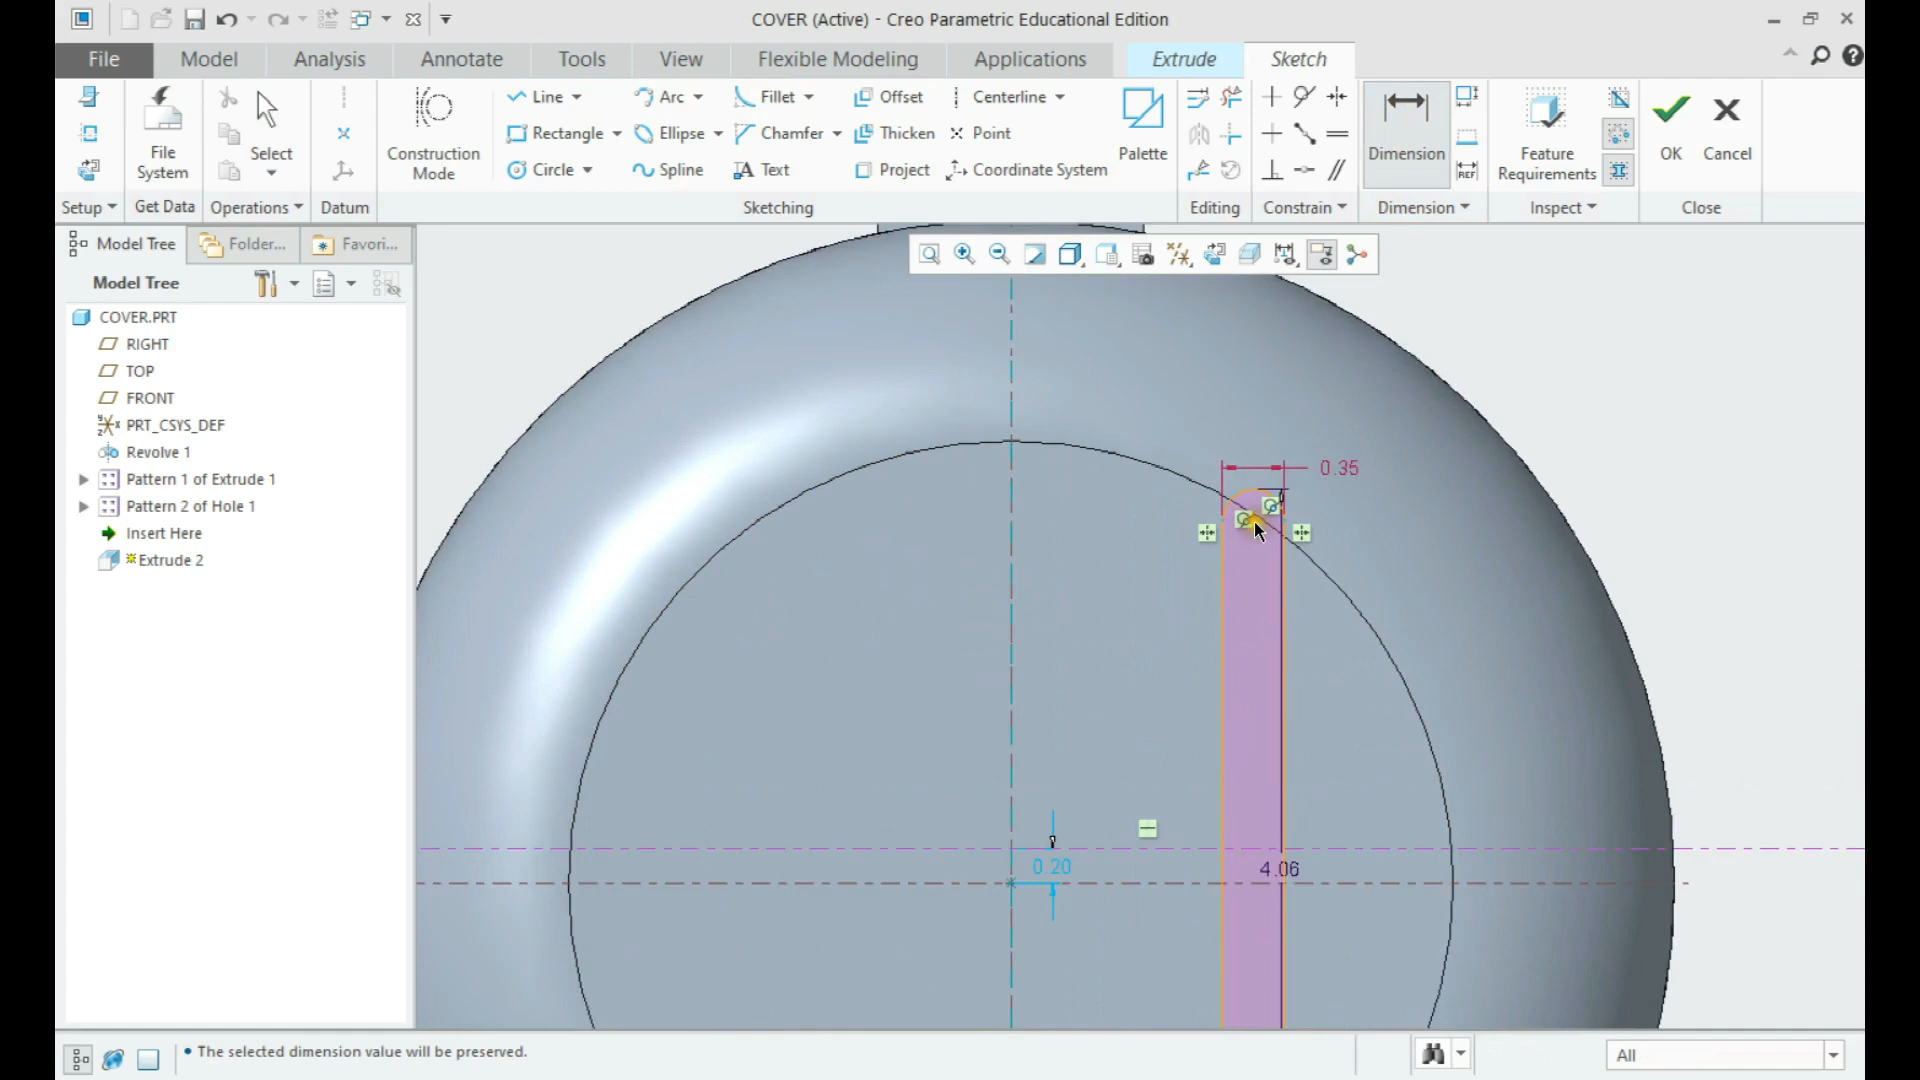 COVER (Active) - Creo Parametric Educational Edition
File Model Analysis Annotate Tools View Flexible Modeling Applications Extrude Sketch
Line Arc Fillet Offset Centerline
Rectangle Ellipse Chamfer Thicken Point
Circle Spline Text Project Coordinate System
File System
Select
Construction Mode
Palette
Dimension
Feature Requirements
OK
Cancel
Setup Get Data Operations Datum Sketching Editing Constrain Dimension Inspect Close
Model Tree Folder... Favori...
Model Tree
COVER.PRT
RIGHT
TOP
FRONT
PRT_CSYS_DEF
Revolve 1
Pattern 1 of Extrude 1
Pattern 2 of Hole 1
Insert Here
Extrude 2
0.35
0.20
4.06
• The selected dimension value will be preserved.
All